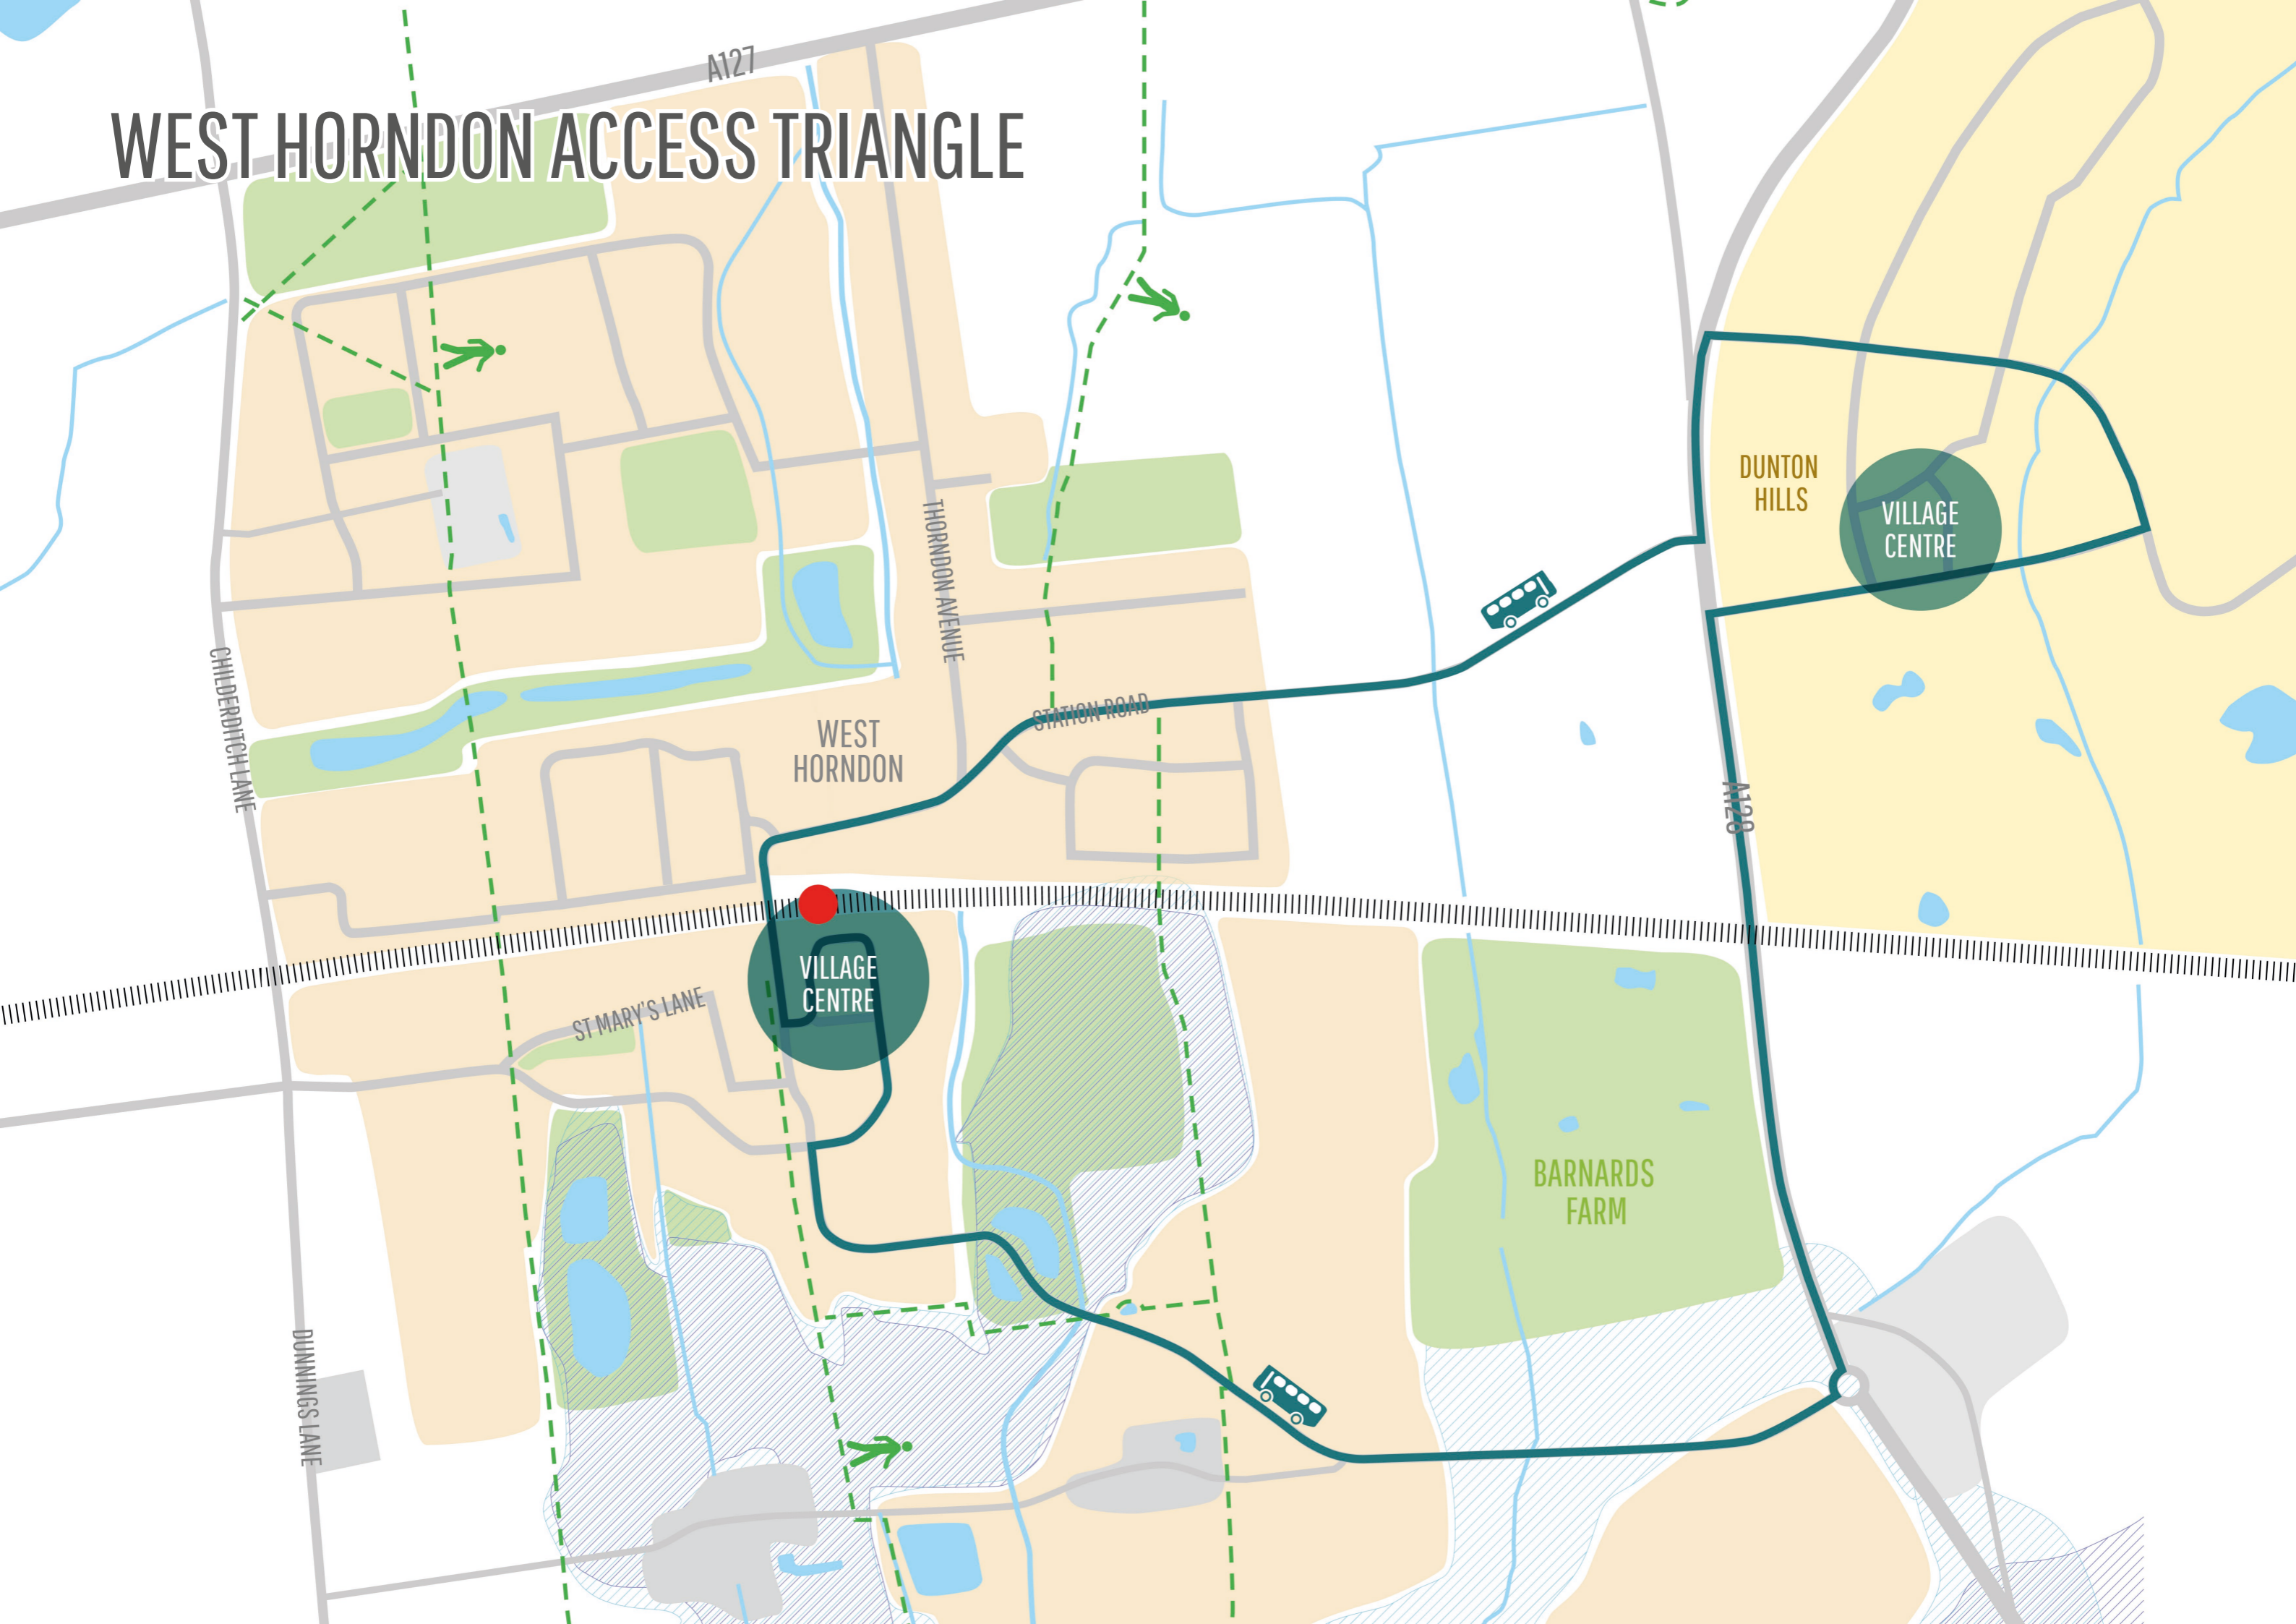 A127
WEST HORNDON ACCESS TRIANGLE
DUNTON
HILLS
VILLAGE
CENTRE
THORNDON AVENUE
CHILDERDITCH LANE
STATION ROAD
WEST
HORNDON
A128
VILLAGE
CENTRE
ST MARY'S LANE
BARNARDS
FARM
DUNNINGS LANE